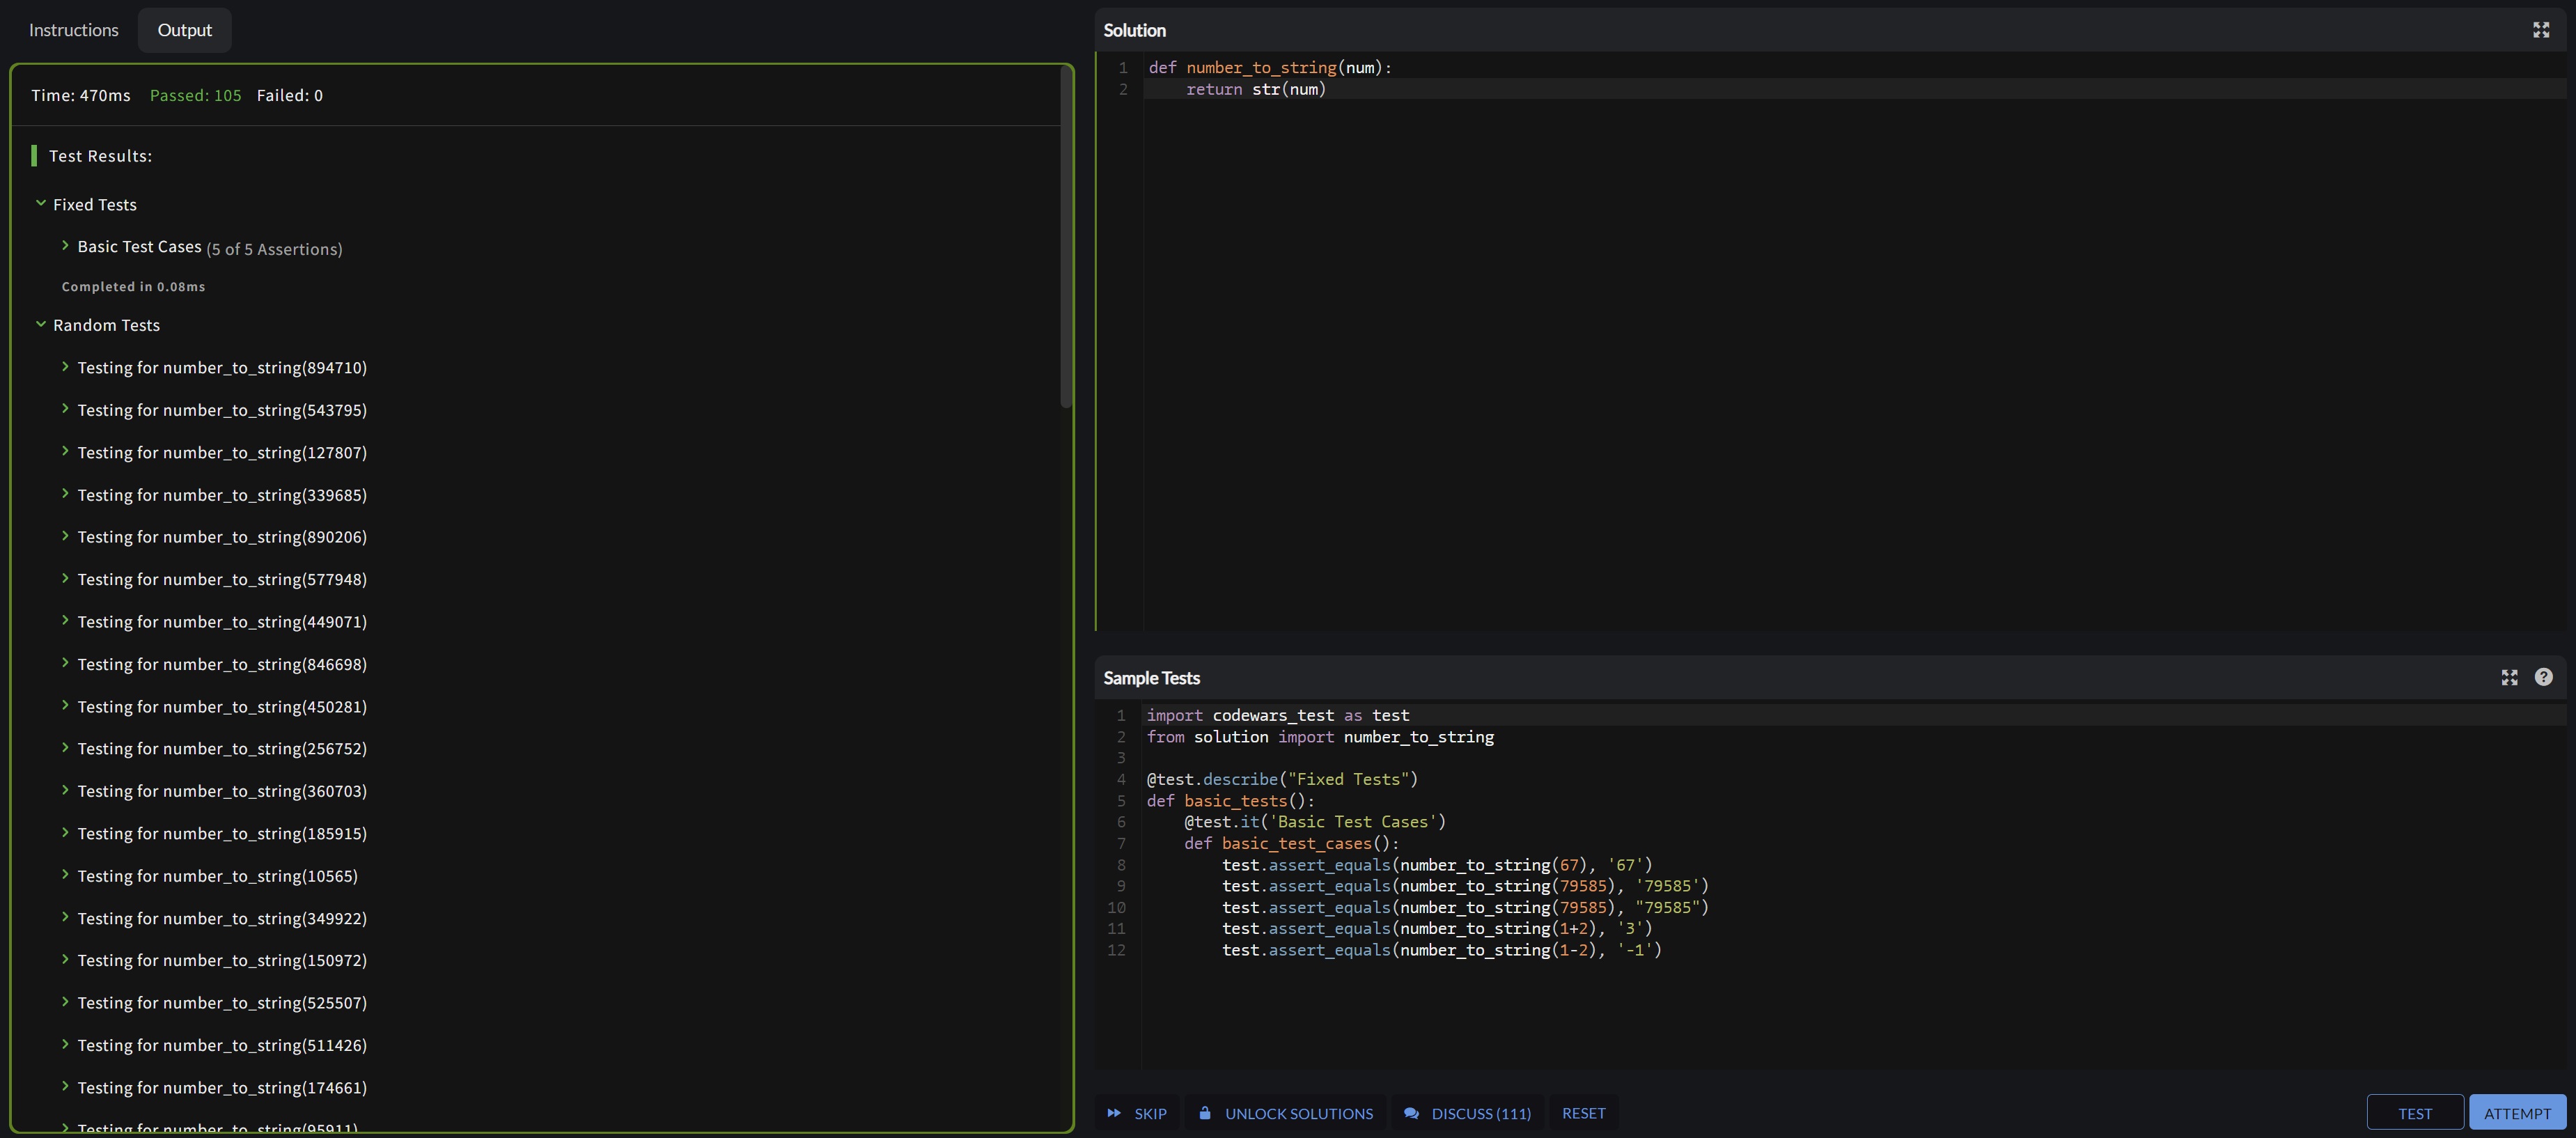 Instructions
Output
Time: 470ms Passed: 105 Failed: 0
Test Results:
Fixed Tests
Basic Test Cases (5 of 5 Assertions)
Completed in 0.08ms
Random Tests
Testing for number_to_string(894710)
Testing for number_to_string(543795)
Testing for number_to_string(127807)
Testing for number_to_string(339685)
Testing for number_to_string(890206)
Testing for number_to_string(577948)
Testing for number_to_string(449071)
Testing for number_to_string(846698)
Testing for number_to_string(450281)
Testing for number_to_string(256752)
Testing for number_to_string(360703)
Testing for number_to_string(185915)
Testing for number_to_string(10565)
Testing for number_to_string(349922)
Testing for number_to_string(150972)
Testing for number_to_string(525507)
Testing for number_to_string(511426)
Testing for number_to_string(174661)
Testing for number_to_string(95911)
Solution
1 def number_to_string(num):
2     return str(num)
Sample Tests
1 import codewars_test as test
2 from solution import number_to_string
3
4 @test.describe("Fixed Tests")
5 def basic_tests():
6     @test.it('Basic Test Cases')
7     def basic_test_cases():
8         test.assert_equals(number_to_string(67), '67')
9         test.assert_equals(number_to_string(79585), '79585')
10         test.assert_equals(number_to_string(79585), "79585")
11         test.assert_equals(number_to_string(1+2), '3')
12         test.assert_equals(number_to_string(1-2), '-1')
SKIP
UNLOCK SOLUTIONS
DISCUSS (111)
RESET
TEST
ATTEMPT